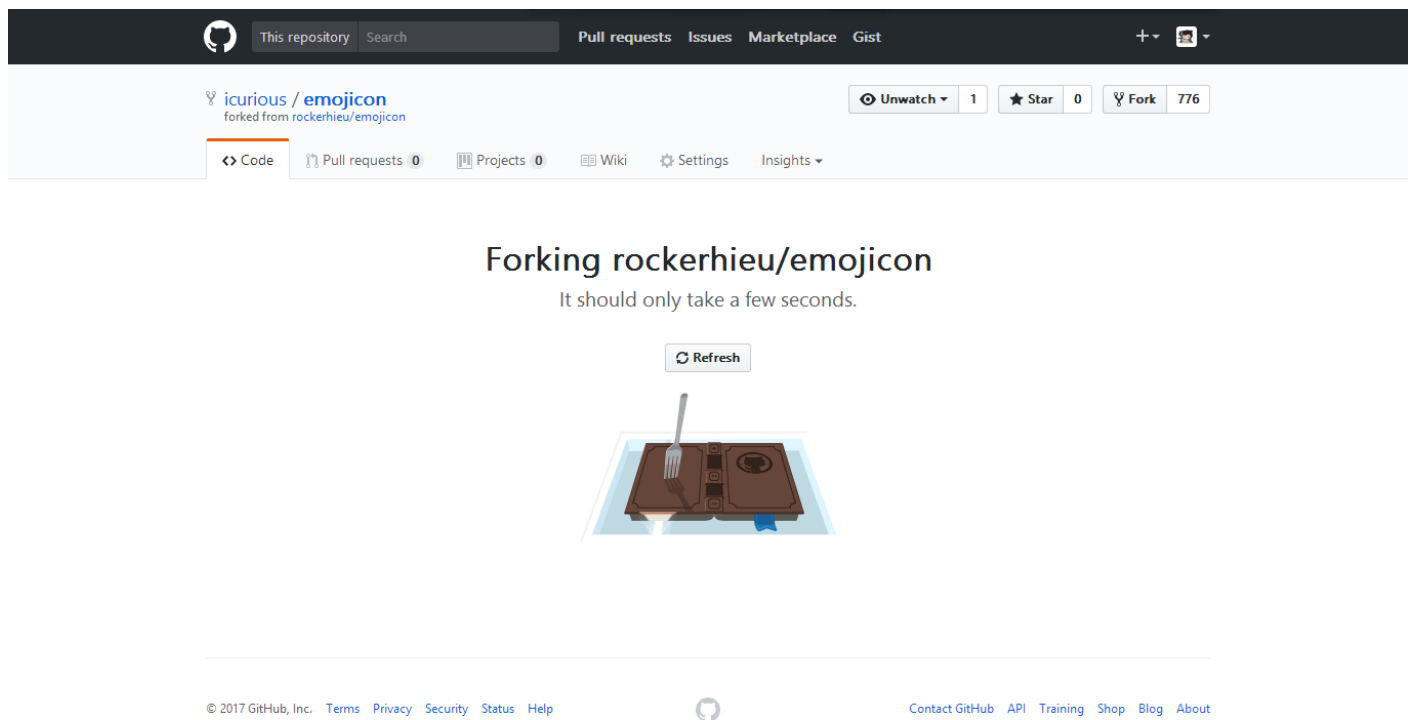 This repository Search Pull requests Issues Marketplace Gist
icurious / emojicon Unwatch 1 Star 0 Fork 776
forked from rockerhieu/emojicon
Code Pull requests 0 Projects 0 Wiki Settings Insights
Forking rockerhieu/emojicon
It should only take a few seconds.
Refresh
© 2017 GitHub, Inc. Terms Privacy Security Status Help Contact GitHub API Training Shop Blog About